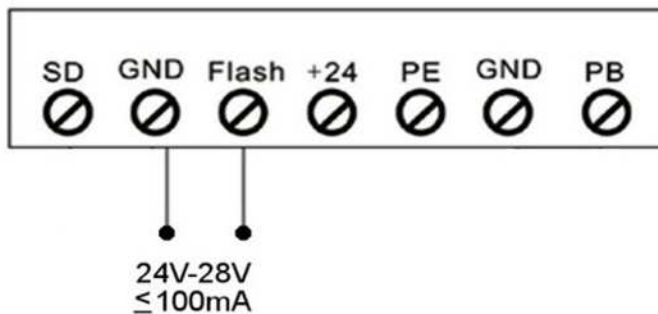 SD GND Flash +24 PE GND PB
24V-28V
≤100mA